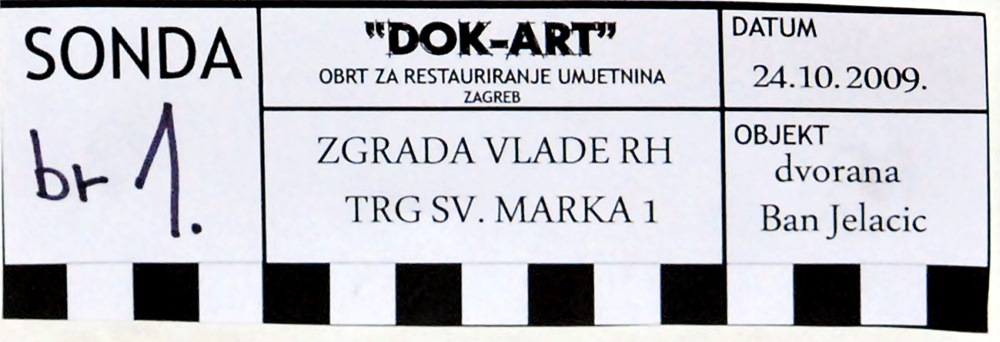 SONDA
br 1.
"DOK-ART"
OBRT ZA RESTAURIRANJE UMJETNINA
ZAGREB
ZGRADA VLADE RH
TRG SV. MARKA 1
DATUM
24.10.2009.
OBJEKT
dvorana
Ban Jelacic